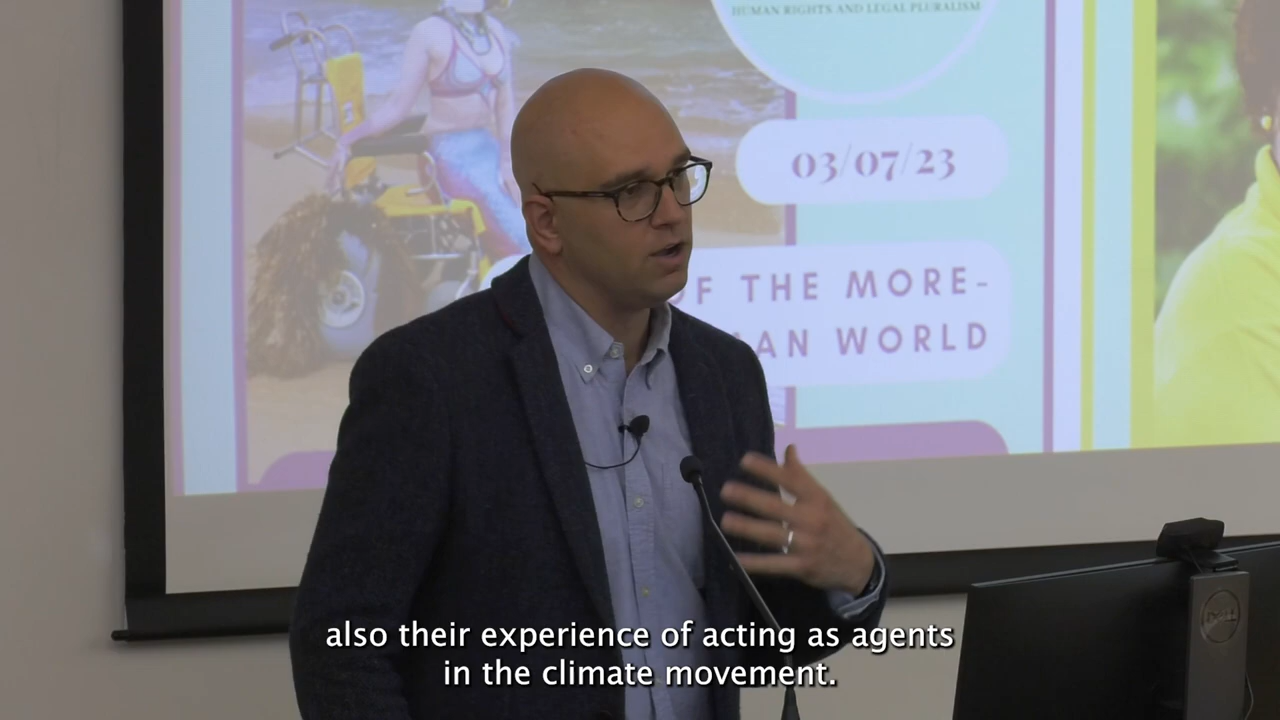 HUMAN RIGHTS AND LEGAL PLURALISM
03/07/23
OF THE MORE-
AN WORLD
DELL
also their experience of acting as agents
in the climate movement.